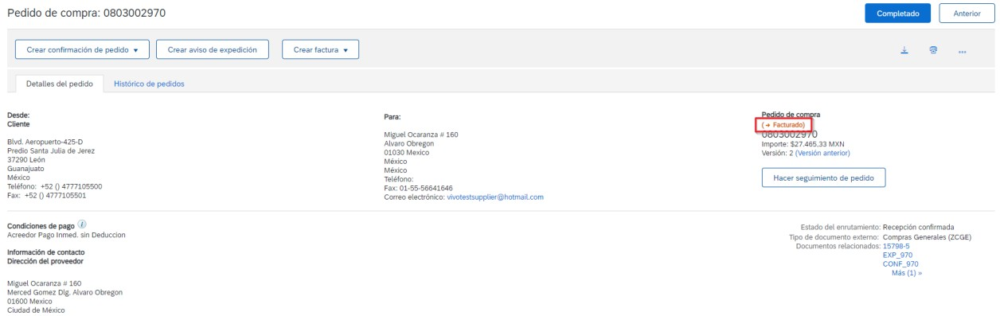 Pedido de compra: 0803002970
Completado
Anterior
Crear confirmación de pedido ▼
Crear aviso de expedición
Crear factura ▼
Detalles del pedido
Histórico de pedidos
Desde:
Cliente
Blvd. Aeropuerto-425-D
Predio Santa Julia de Jerez
37290 León
Guanajuato
México
Teléfono: +52 () 4777105500
Fax: +52 () 4777105501
Para:
Miguel Ocaranza # 160
Alvaro Obregon
01030 Mexico
México
México
Teléfono:
Fax: 01-55-56641646
Correo electrónico: vivotestsupplier@hotmail.com
Pedido de compra
(→ Facturado)
0803002970
Importe: $27.465,33 MXN
Versión: 2 (Versión anterior)
Hacer seguimiento de pedido
Condiciones de pago i
Acreedor Pago Inmed. sin Deduccion
Información de contacto
Dirección del proveedor
Miguel Ocaranza # 160
Merced Gomez Dlg. Alvaro Obregon
01600 Mexico
Ciudad de México
Estado del enrutamiento: Recepción confirmada
Tipo de documento externo: Compras Generales (ZCGE)
Documentos relacionados: 15798-5
EXP_970
CONF_970
Más (1) »